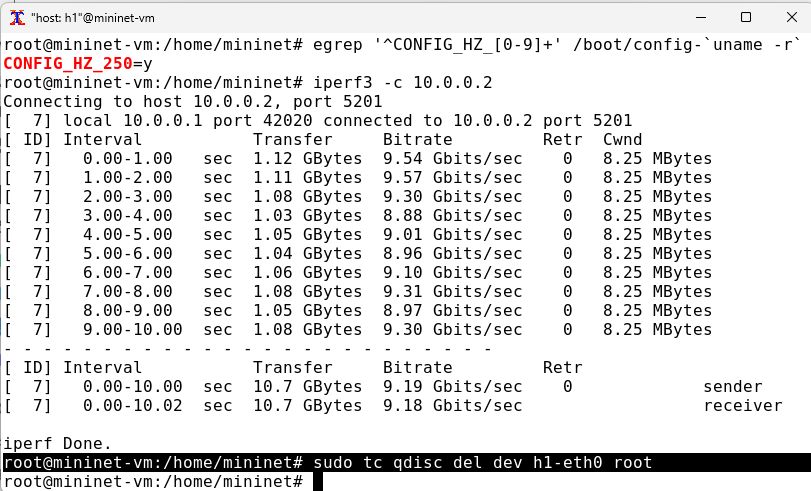 "host: h1"@mininet-vm
root@mininet-vm:/home/mininet# egrep '^CONFIG_HZ_[0-9]+' /boot/config-`uname -r`
CONFIG_HZ_250=y
root@mininet-vm:/home/mininet# iperf3 -c 10.0.0.2
Connecting to host 10.0.0.2, port 5201
[  7] local 10.0.0.1 port 42020 connected to 10.0.0.2 port 5201
[ ID] Interval           Transfer     Bitrate         Retr  Cwnd
[  7]   0.00-1.00   sec  1.12 GBytes  9.54 Gbits/sec    0   8.25 MBytes
[  7]   1.00-2.00   sec  1.11 GBytes  9.57 Gbits/sec    0   8.25 MBytes
[  7]   2.00-3.00   sec  1.08 GBytes  9.30 Gbits/sec    0   8.25 MBytes
[  7]   3.00-4.00   sec  1.03 GBytes  8.88 Gbits/sec    0   8.25 MBytes
[  7]   4.00-5.00   sec  1.05 GBytes  9.01 Gbits/sec    0   8.25 MBytes
[  7]   5.00-6.00   sec  1.04 GBytes  8.96 Gbits/sec    0   8.25 MBytes
[  7]   6.00-7.00   sec  1.06 GBytes  9.10 Gbits/sec    0   8.25 MBytes
[  7]   7.00-8.00   sec  1.08 GBytes  9.31 Gbits/sec    0   8.25 MBytes
[  7]   8.00-9.00   sec  1.05 GBytes  8.97 Gbits/sec    0   8.25 MBytes
[  7]   9.00-10.00  sec  1.08 GBytes  9.30 Gbits/sec    0   8.25 MBytes
- - - - - - - - - - - - - - - - - - - - - - - - -
[ ID] Interval           Transfer     Bitrate         Retr
[  7]   0.00-10.00  sec  10.7 GBytes  9.19 Gbits/sec    0             sender
[  7]   0.00-10.02  sec  10.7 GBytes  9.18 Gbits/sec                  receiver
iperf Done.
root@mininet-vm:/home/mininet# sudo tc qdisc del dev h1-eth0 root
root@mininet-vm:/home/mininet#